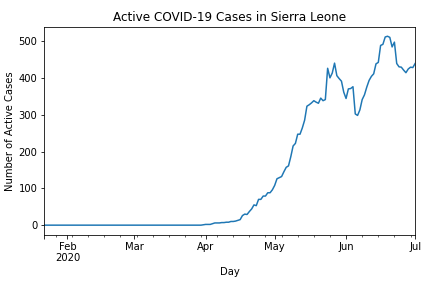 Active COVID-19 Cases in Sierra Leone
Number of Active Cases
500
400
300
200
100
0
Feb
2020
Mar
Apr
May
Jun
Jul
Day